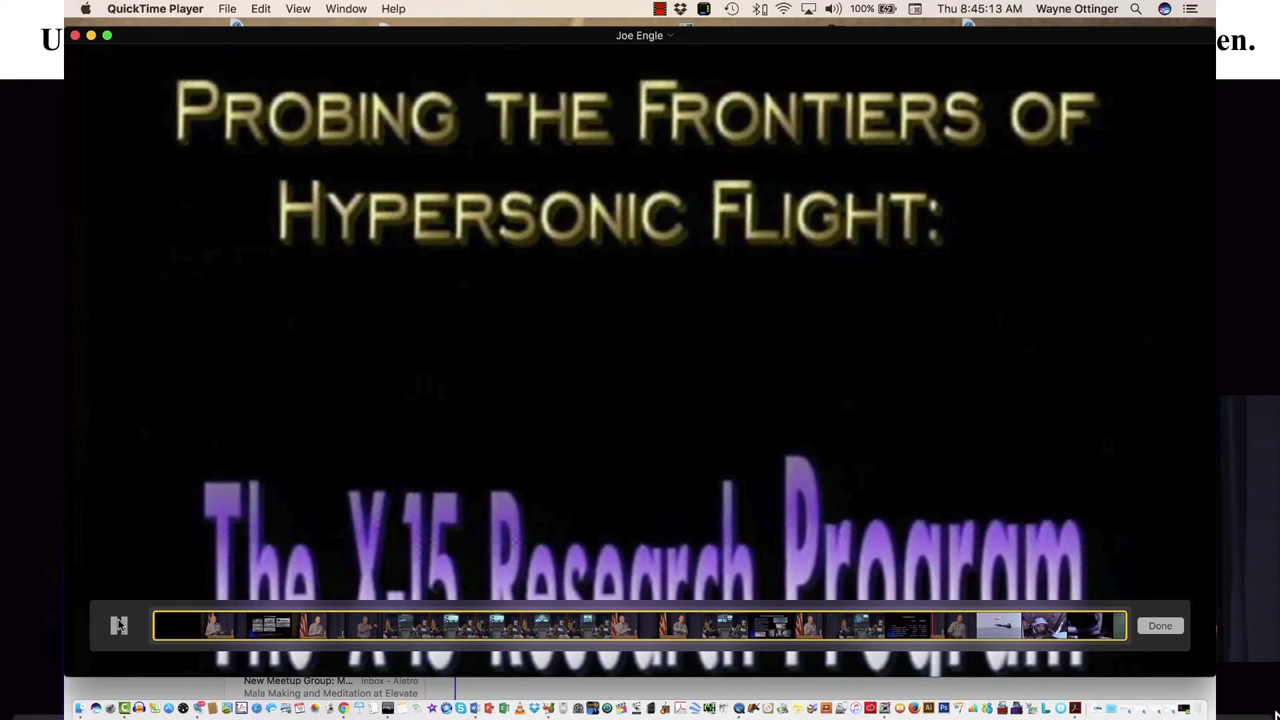 QuickTime Player File Edit View Window Help 100% Thu 8:45:13 AM Wayne Ottinger
U en.
Joe Engle
PROBING THE FRONTIERS OF
HYPERSONIC FLIGHT:
The X-15 Research Program
Done
New Meetup Group: M... Inbox - Aletro
Mala Making and Meditation at Elevate